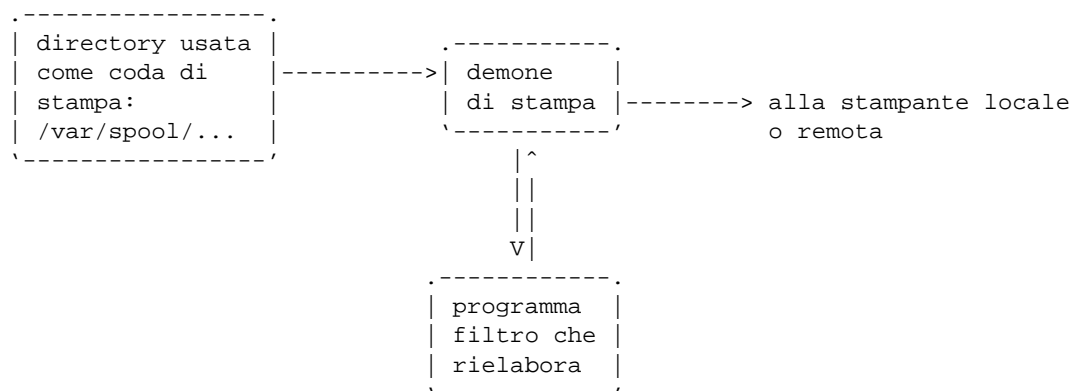 directory usata
come coda di
stampa:
/var/spool/...
demone
di stampa
alla stampante locale
o remota
programma
filtro che
rielabora